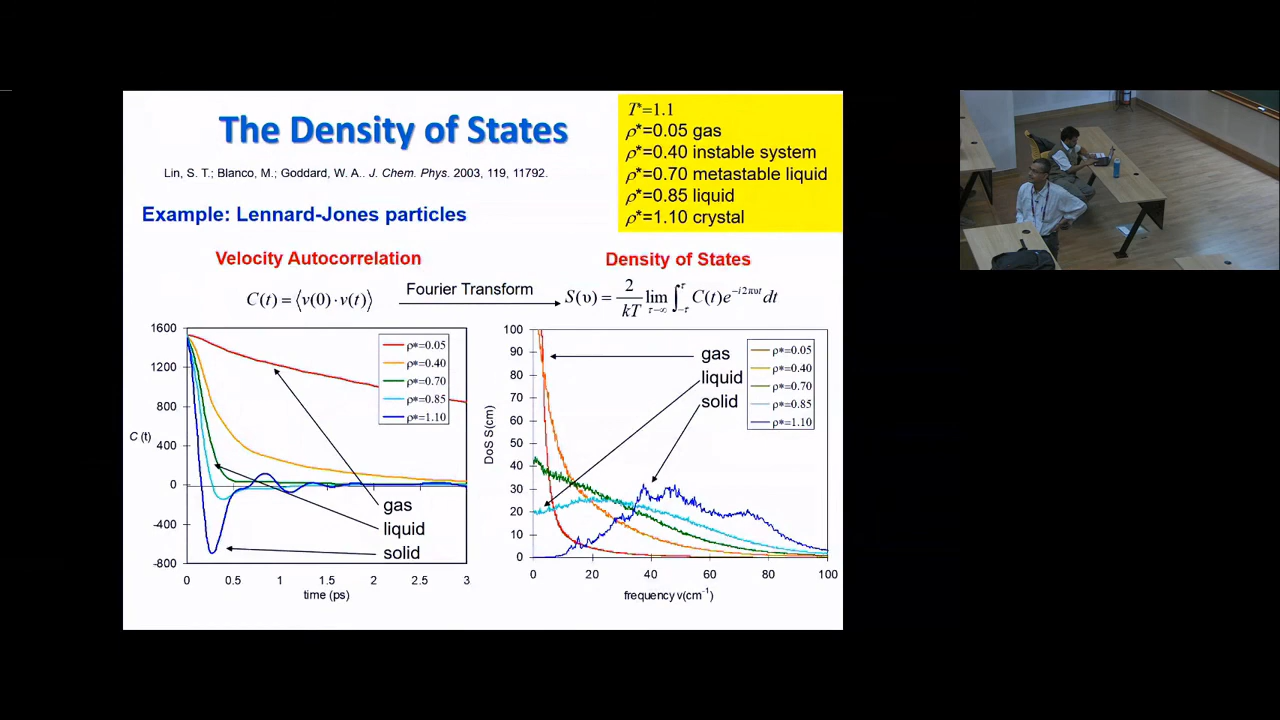 The Density of States
T*=1.1
ρ*=0.05 gas
ρ*=0.40 instable system
ρ*=0.70 metastable liquid
ρ*=0.85 liquid
ρ*=1.10 crystal
Lin, S. T.; Blanco, M.; Goddard, W. A.. J. Chem. Phys. 2003, 119, 11792.
Example: Lennard-Jones particles
Velocity Autocorrelation
C(t) = ⟨v(0)·v(t)⟩
Fourier Transform
Density of States
S(υ) = 2/kT lim τ→∞ ∫_{-τ}^{τ} C(t)e^{-i2πυt} dt
1600
1200
800
400
0
-400
-800
C (t)
0 0.5 1 1.5 2 2.5 3
time (ps)
ρ*=0.05
ρ*=0.40
ρ*=0.70
ρ*=0.85
ρ*=1.10
gas
liquid
solid
100
90
80
70
60
50
40
30
20
10
0
DoS S(cm)
0 20 40 60 80 100
frequency v(cm-1)
gas
liquid
solid
ρ*=0.05
ρ*=0.40
ρ*=0.70
ρ*=0.85
ρ*=1.10